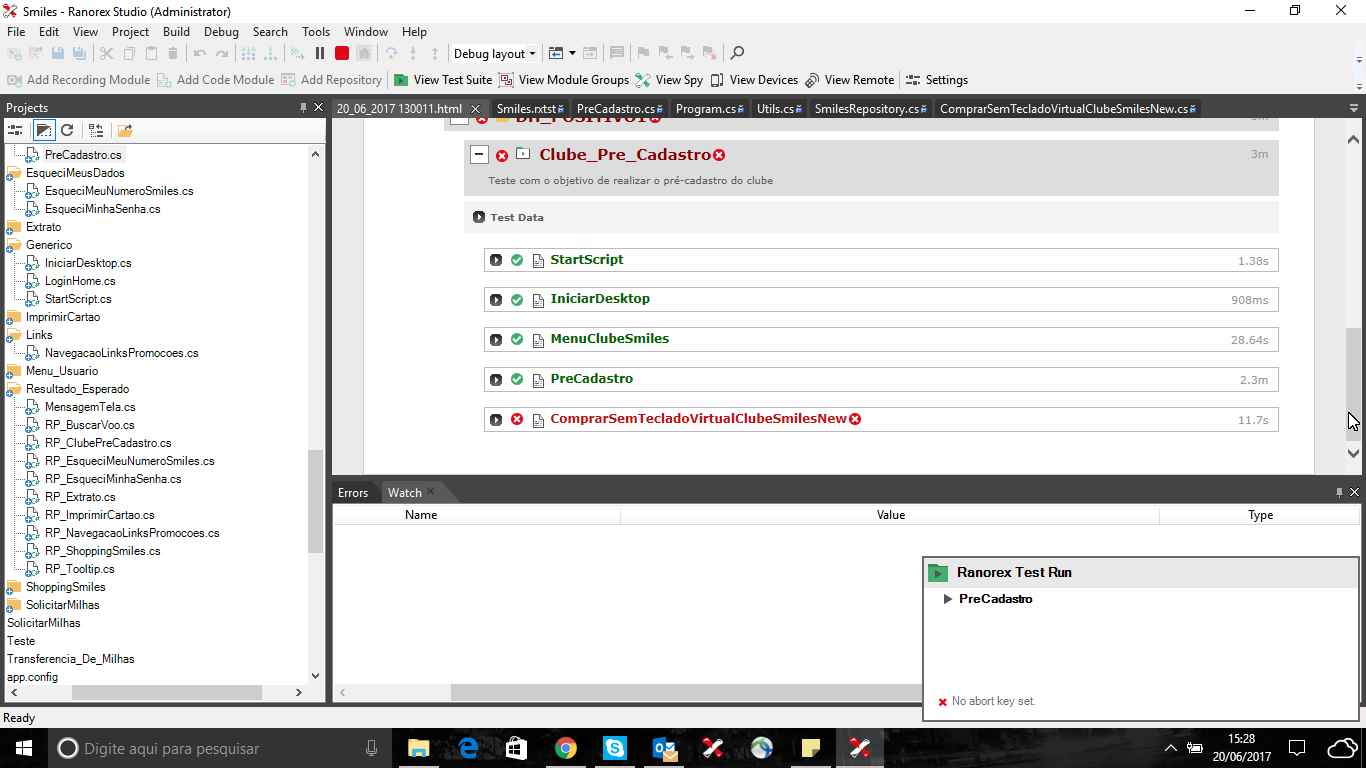 Smiles - Ranorex Studio (Administrator)
File Edit View Project Build Debug Search Tools Window Help
Debug layout
Add Recording Module Add Code Module Add Repository View Test Suite View Module Groups View Spy View Devices View Remote Settings
Projects
20_06_2017 130011.html Smiles.rxtst PreCadastro.cs Program.cs Utils.cs SmilesRepository.cs ComprarSemTecladoVirtualClubeSmilesNew.cs
PreCadastro.cs
EsqueciMeusDados
EsqueciMeuNumeroSmiles.cs
EsqueciMinhaSenha.cs
Extrato
Generico
IniciarDesktop.cs
LoginHome.cs
StartScript.cs
ImprimirCartao
Links
NavegacaoLinksPromocoes.cs
Menu_Usuario
Resultado_Esperado
MensagemTela.cs
RP_BuscarVoo.cs
RP_ClubePreCadastro.cs
RP_EsqueciMeuNumeroSmiles.cs
RP_EsqueciMinhaSenha.cs
RP_Extrato.cs
RP_ImprimirCartao.cs
RP_NavegacaoLinksPromocoes.cs
RP_ShoppingSmiles.cs
RP_Tooltip.cs
ShoppingSmiles
SolicitarMilhas
SolicitarMilhas
Teste
Transferencia_De_Milhas
app.config
Clube_Pre_Cadastro 3m
Teste com o objetivo de realizar o pré-cadastro do clube
Test Data
StartScript 1.38s
IniciarDesktop 908ms
MenuClubeSmiles 28.64s
PreCadastro 2.3m
ComprarSemTecladoVirtualClubeSmilesNew 11.7s
Errors Watch
Name Value Type
Ranorex Test Run
PreCadastro
No abort key set.
Ready
Digite aqui para pesquisar
15:28
20/06/2017